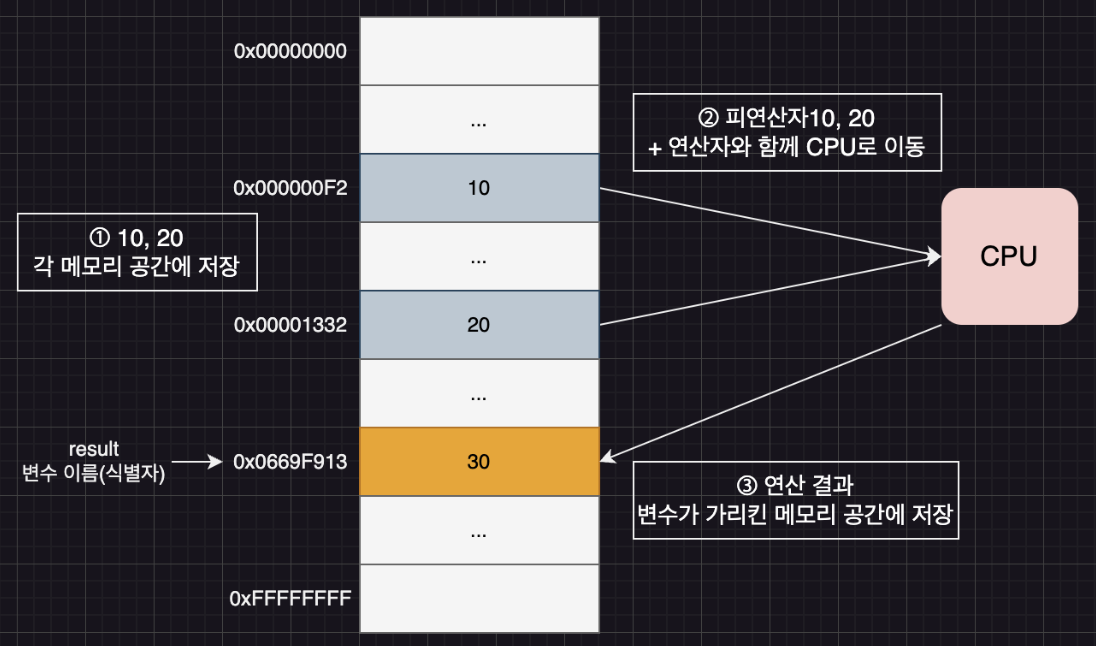 0x00000000
...
② 피연산자10, 20
+ 연산자와 함께 CPU로 이동
0x000000F2
10
① 10, 20
각 메모리 공간에 저장
...
CPU
0x00001332
20
...
result
변수 이름(식별자)
0x0669F913
30
③ 연산 결과
변수가 가리킨 메모리 공간에 저장
...
0xFFFFFFFF